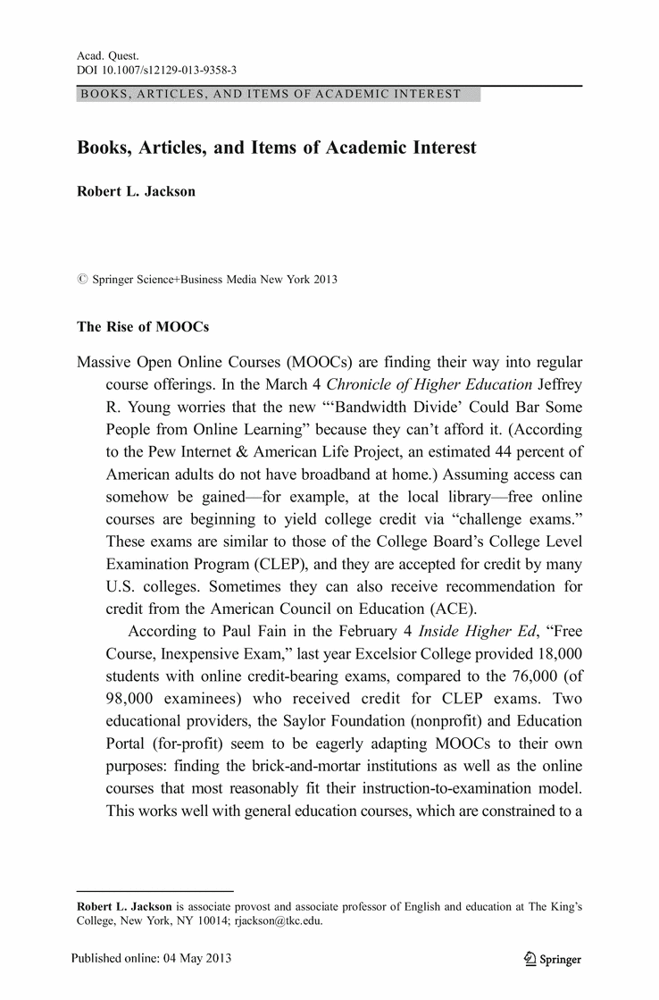 Acad. Quest.
DOI 10.1007/s12129-013-9358-3
BOOKS, ARTICLES, AND ITEMS OF ACADEMIC INTEREST
Books, Articles, and Items of Academic Interest
Robert L. Jackson
© Springer Science+Business Media New York 2013
The Rise of MOOCs
Massive Open Online Courses (MOOCs) are finding their way into regular
course offerings. In the March 4 Chronicle of Higher Education Jeffrey
R. Young worries that the new “‘Bandwidth Divide’ Could Bar Some
People from Online Learning” because they can’t afford it. (According
to the Pew Internet & American Life Project, an estimated 44 percent of
American adults do not have broadband at home.) Assuming access can
somehow be gained—for example, at the local library—free online
courses are beginning to yield college credit via “challenge exams.”
These exams are similar to those of the College Board’s College Level
Examination Program (CLEP), and they are accepted for credit by many
U.S. colleges. Sometimes they can also receive recommendation for
credit from the American Council on Education (ACE).
According to Paul Fain in the February 4 Inside Higher Ed, “Free
Course, Inexpensive Exam,” last year Excelsior College provided 18,000
students with online credit-bearing exams, compared to the 76,000 (of
98,000 examinees) who received credit for CLEP exams. Two
educational providers, the Saylor Foundation (nonprofit) and Education
Portal (for-profit) seem to be eagerly adapting MOOCs to their own
purposes: finding the brick-and-mortar institutions as well as the online
courses that most reasonably fit their instruction-to-examination model.
This works well with general education courses, which are constrained to a
Robert L. Jackson is associate provost and associate professor of English and education at The King’s
College, New York, NY 10014; rjackson@tkc.edu.
Published online: 04 May 2013
Springer